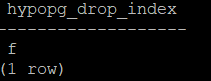 hypopg_drop_index
-------------------
f
(1 row)